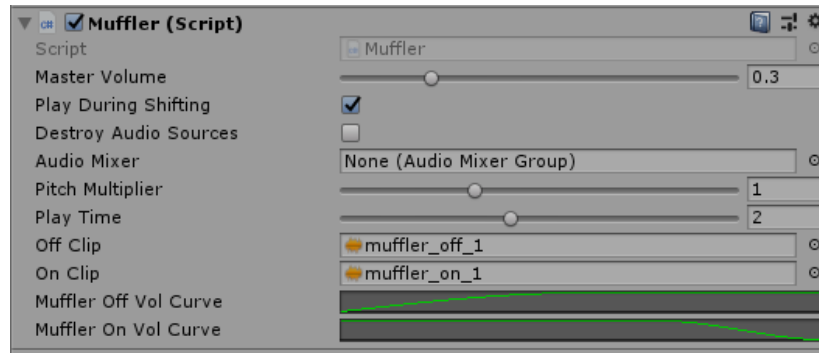 Muffler (Script)
Script Muffler
Master Volume 0.3
Play During Shifting
Destroy Audio Sources
Audio Mixer None (Audio Mixer Group)
Pitch Multiplier 1
Play Time 2
Off Clip muffler_off_1
On Clip muffler_on_1
Muffler Off Vol Curve
Muffler On Vol Curve